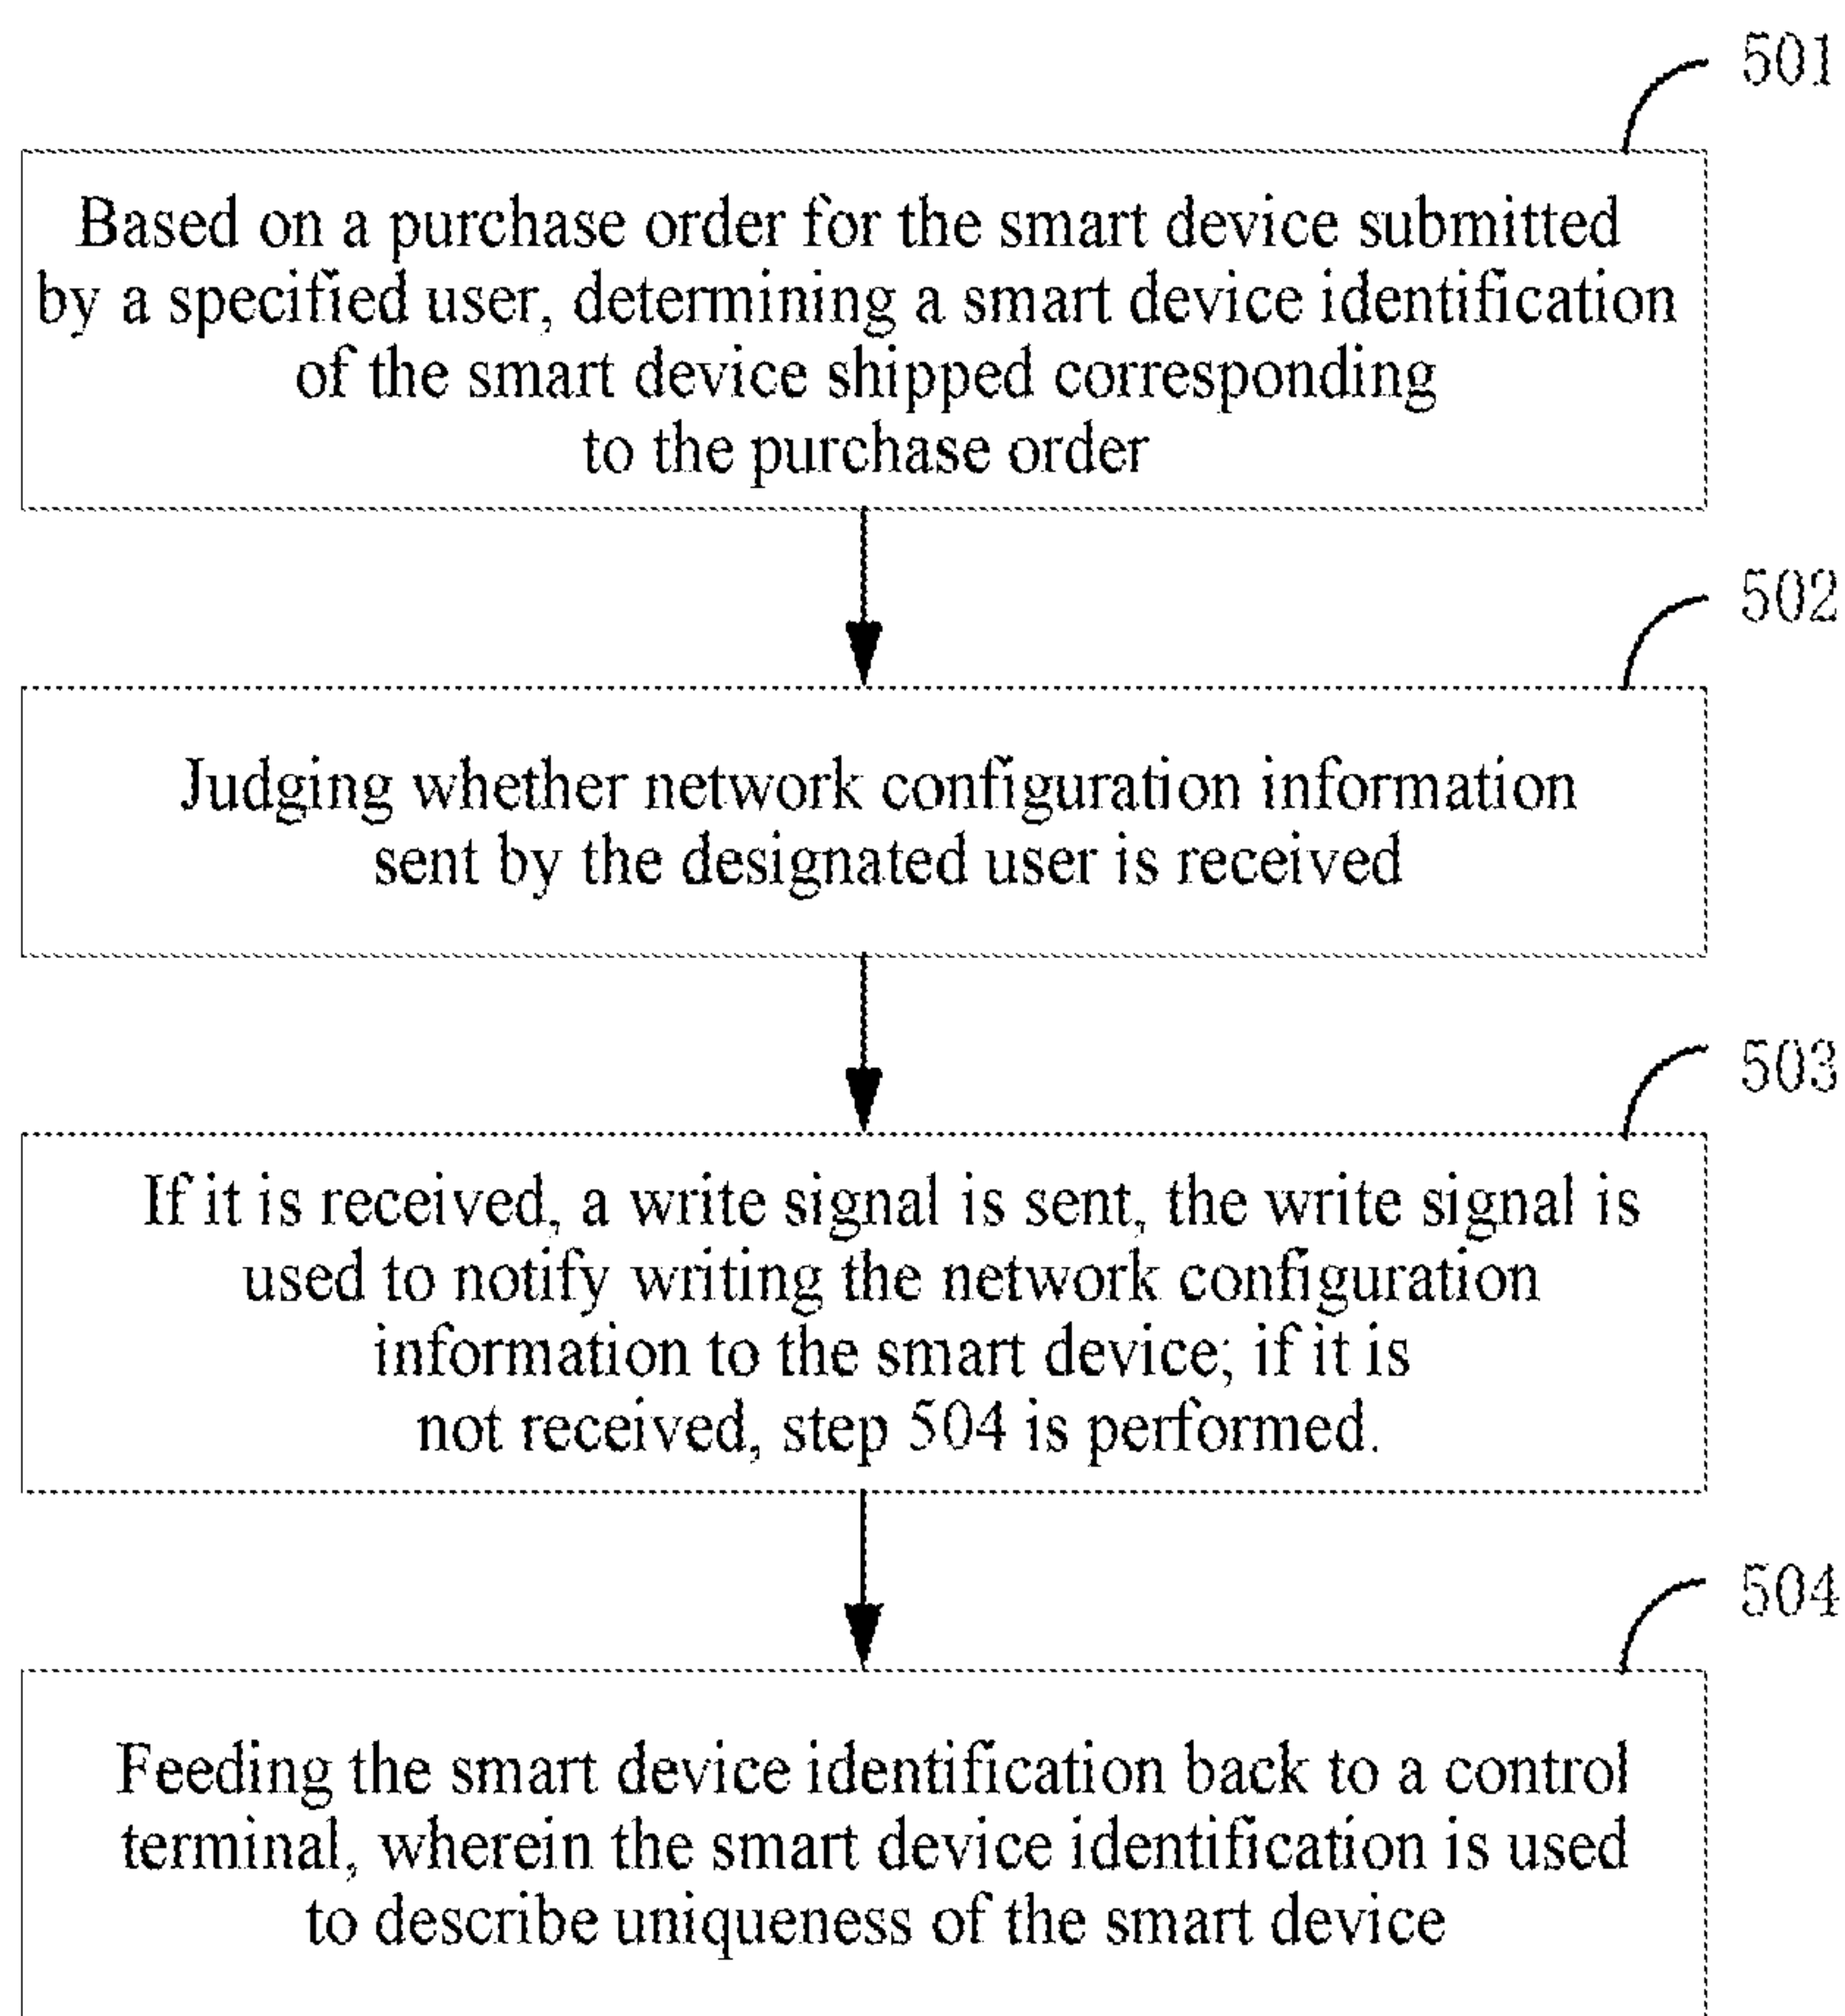 501
Based on a purchase order for the smart device submitted
by a specified user, determining a smart device identification
of the smart device shipped corresponding
to the purchase order
502
Judging whether network configuration information
sent by the designated user is received
503
If it is received, a write signal is sent, the write signal is
used to notify writing the network configuration
information to the smart device; if it is
not received, step 504 is performed.
504
Feeding the smart device identification back to a control
terminal, wherein the smart device identification is used
to describe uniqueness of the smart device